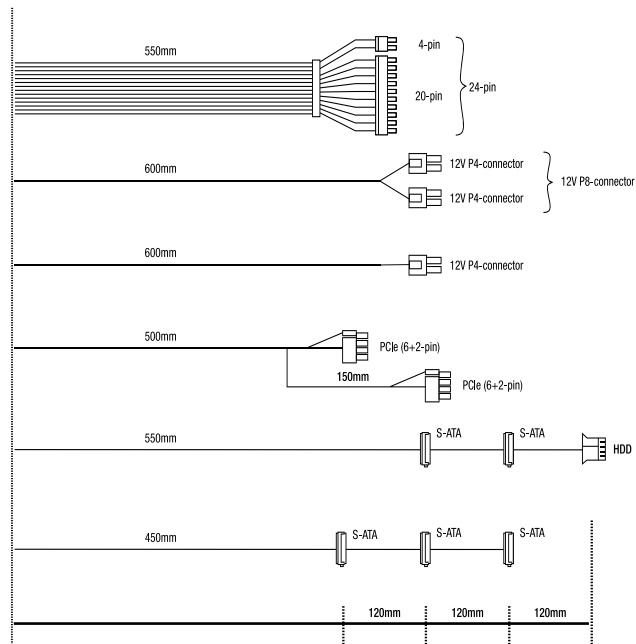 550mm
4-pin
20-pin
24-pin
600mm
12V P4-connector
12V P4-connector
12V P8-connector
600mm
12V P4-connector
500mm
PCIe (6+2-pin)
150mm
PCIe (6+2-pin)
550mm
S-ATA
S-ATA
HDD
450mm
S-ATA
S-ATA
S-ATA
120mm
120mm
120mm